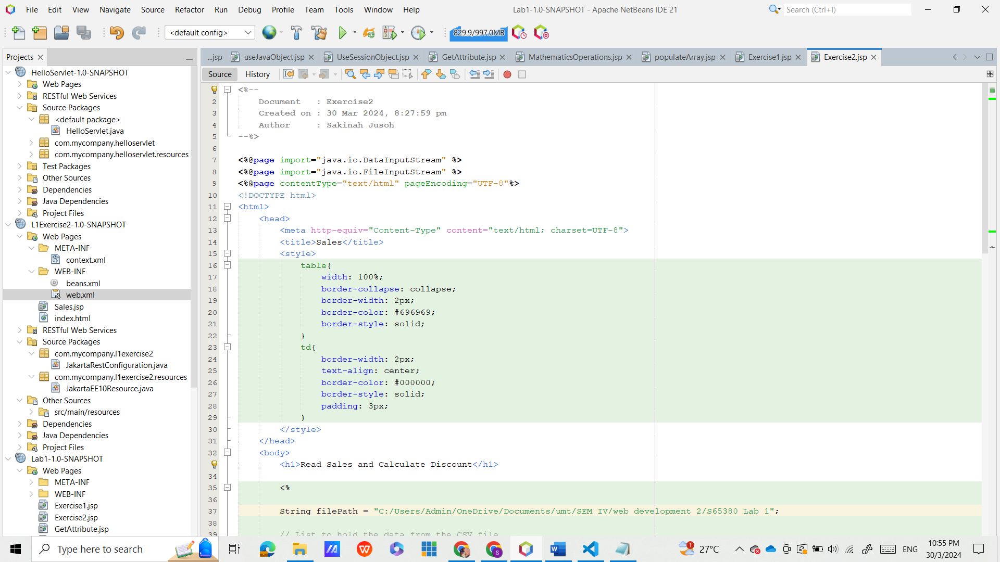 File Edit View Navigate Source Refactor Run Debug Profile Team Tools Window Help
Lab1-1.0-SNAPSHOT - Apache NetBeans IDE 21
Search (Ctrl+I)
<default config>
829.9/997.0MB
Projects
...jsp useJavaObject.jsp UseSessionObject.jsp GetAttribute.jsp MathematicsOperations.jsp populateArray.jsp Exercise1.jsp Exercise2.jsp
Source History
HelloServlet-1.0-SNAPSHOT
Web Pages
RESTful Web Services
Source Packages
<default package>
HelloServlet.java
com.mycompany.helloservlet
com.mycompany.helloservlet.resources
Test Packages
Other Sources
Dependencies
Java Dependencies
Project Files
L1Exercise2-1.0-SNAPSHOT
Web Pages
META-INF
context.xml
WEB-INF
beans.xml
web.xml
Sales.jsp
index.html
RESTful Web Services
Source Packages
com.mycompany.l1exercise2
JakartaRestConfiguration.java
com.mycompany.l1exercise2.resources
JakartaEE10Resource.java
Other Sources
src/main/resources
Dependencies
Java Dependencies
Project Files
Lab1-1.0-SNAPSHOT
Web Pages
META-INF
WEB-INF
Exercise1.jsp
Exercise2.jsp
GetAttribute.jsp
<%--
2 Document : Exercise2
3 Created on : 30 Mar 2024, 8:27:59 pm
4 Author : Sakinah Jusoh
5 --%>
6
7 <%@page import="java.io.DataInputStream" %>
8 <%@page import="java.io.FileInputStream" %>
9 <%@page contentType="text/html" pageEncoding="UTF-8"%>
10 <!DOCTYPE html>
11 <html>
12 <head>
13 <meta http-equiv="Content-Type" content="text/html; charset=UTF-8">
14 <title>Sales</title>
15 <style>
16 table{
17 width: 100%;
18 border-collapse: collapse;
19 border-width: 2px;
20 border-color: #696969;
21 border-style: solid;
22 }
23 td{
24 border-width: 2px;
25 text-align: center;
26 border-color: #000000;
27 border-style: solid;
28 padding: 3px;
29 }
30 </style>
31 </head>
32 <body>
<h1>Read Sales and Calculate Discount</h1>
34
35 <%
36
37 String filePath = "C:/Users/Admin/OneDrive/Documents/umt/SEM IV/web development 2/S65380 Lab 1";
38
39 // List to hold the data from the CSV file
Type here to search
27°C
ENG
10:55 PM
30/3/2024